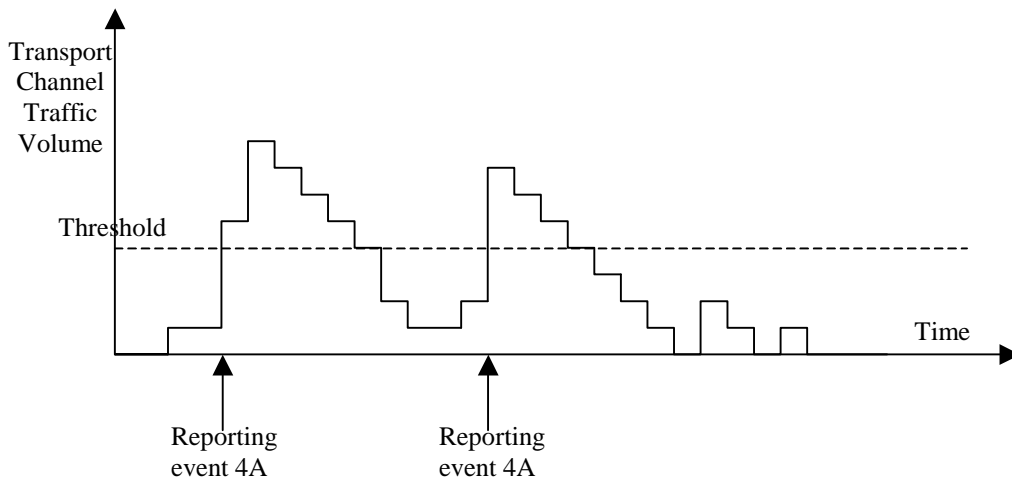 Transport
Channel
Traffic
Volume
Threshold
Time
Reporting
event 4A
Reporting
event 4A